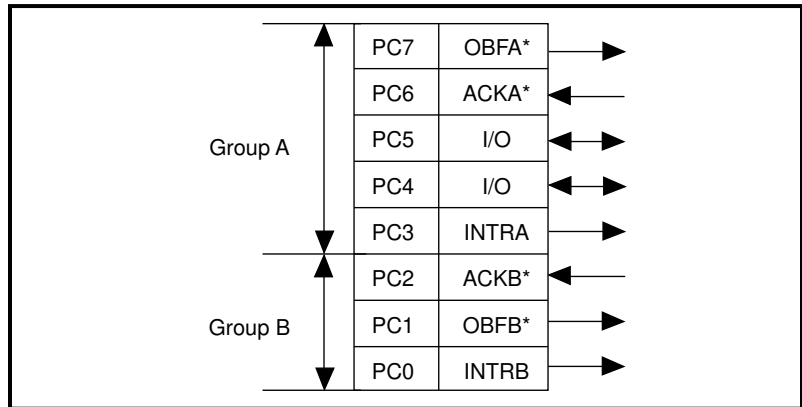 PC7 OBFA*
PC6 ACKA*
Group A PC5 I/O
PC4 I/O
PC3 INTRA
PC2 ACKB*
Group B PC1 OBFB*
PC0 INTRB